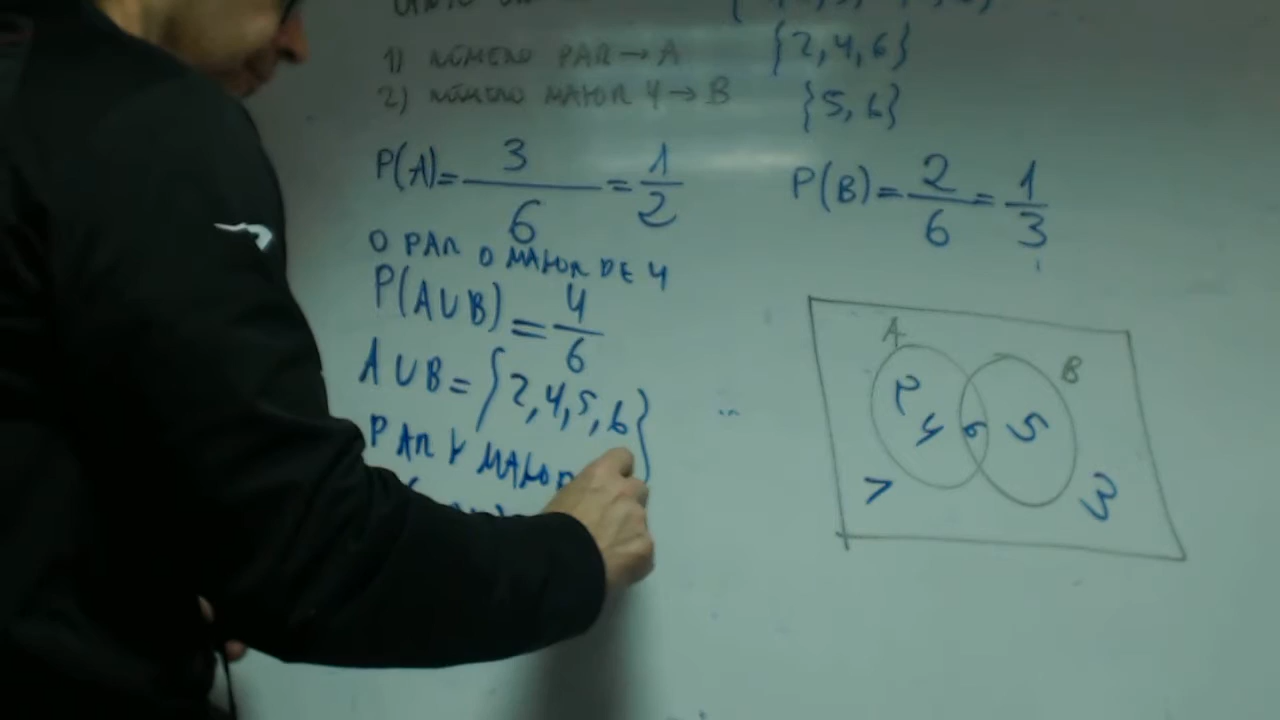 1) NÚMERO PAR → A {2,4,6}
2) NÚMERO MAYOR 4 → B {5,6}
P(A)= 3/6 = 1/2
P(B)= 2/6 = 1/3
O PAR O MAYOR DE 4
P(A∪B) = 4/6
A∪B = {2,4,5,6}
PAR Y MAYOR
A
B
2
4 6 5
1
3